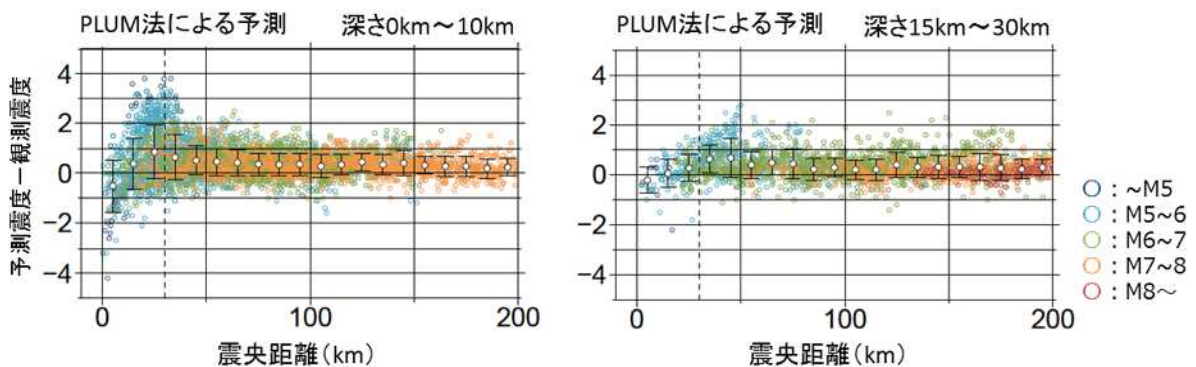 PLUM法による予測 深さ0km～10km
4
2
0
−2
−4
予測震度－観測震度
0 100 200
震央距離(km)
PLUM法による予測 深さ15km～30km
4
2
0
−2
−4
0 100 200
震央距離(km)
：~M5
：M5~6
：M6~7
：M7~8
：M8～